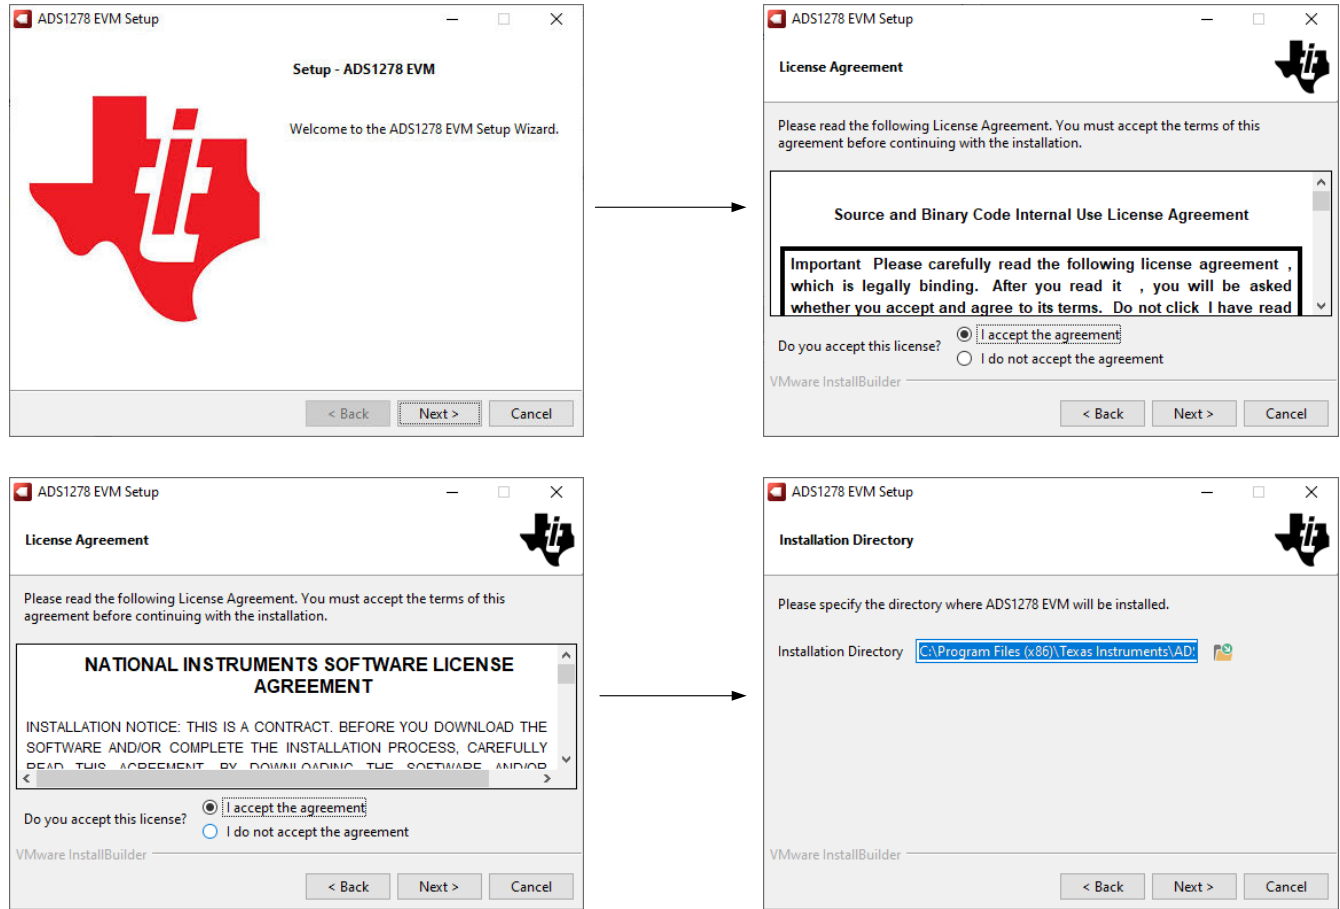 ADS1278 EVM Setup
Setup - ADS1278 EVM
Welcome to the ADS1278 EVM Setup Wizard.
< Back
Next >
Cancel
ADS1278 EVM Setup
License Agreement
Please read the following License Agreement. You must accept the terms of this
agreement before continuing with the installation.
Source and Binary Code Internal Use License Agreement
Important Please carefully read the following license agreement ,
which is legally binding. After you read it , you will be asked
whether you accept and agree to its terms. Do not click I have read
Do you accept this license?
I accept the agreement
I do not accept the agreement
VMware InstallBuilder
< Back
Next >
Cancel
ADS1278 EVM Setup
License Agreement
Please read the following License Agreement. You must accept the terms of this
agreement before continuing with the installation.
NATIONAL INSTRUMENTS SOFTWARE LICENSE
AGREEMENT
INSTALLATION NOTICE: THIS IS A CONTRACT. BEFORE YOU DOWNLOAD THE
SOFTWARE AND/OR COMPLETE THE INSTALLATION PROCESS, CAREFULLY
READ THIS AGREEMENT. BY DOWNLOADING THE SOFTWARE AND/OR
Do you accept this license?
I accept the agreement
I do not accept the agreement
VMware InstallBuilder
< Back
Next >
Cancel
ADS1278 EVM Setup
Installation Directory
Please specify the directory where ADS1278 EVM will be installed.
Installation Directory
C:\Program Files (x86)\Texas Instruments\AD
VMware InstallBuilder
< Back
Next >
Cancel